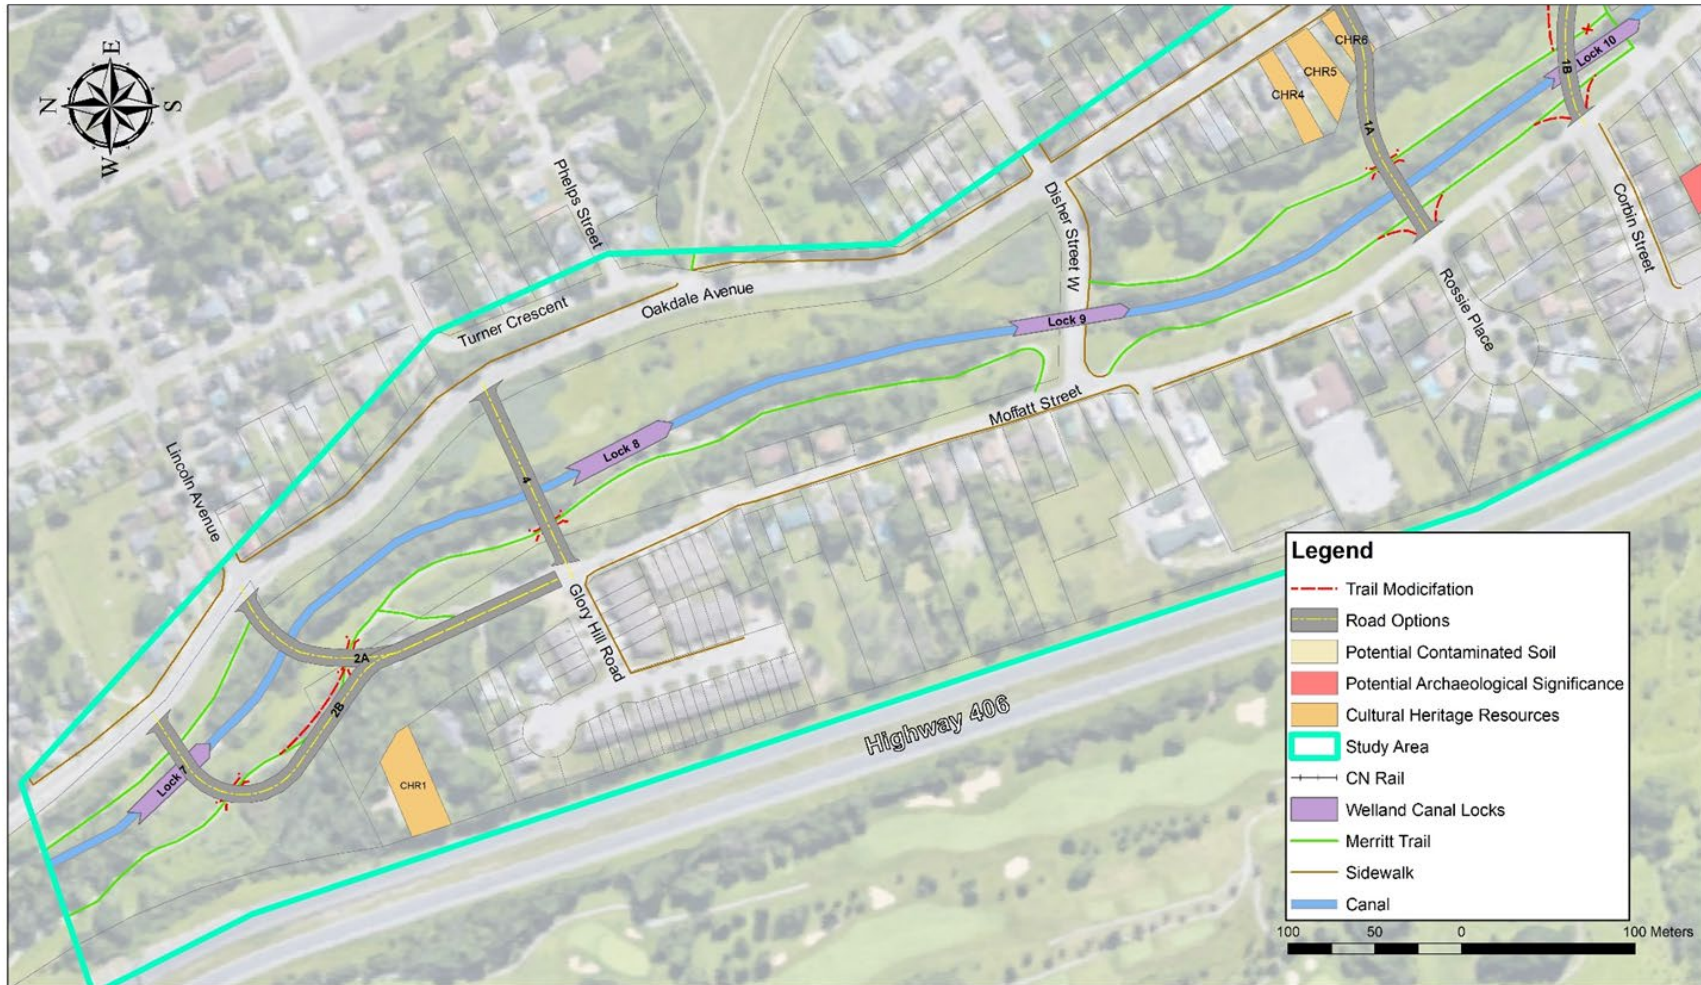 E
N
S
W
CHR6
CHR5
CHR4
1A
1B
Lock 10
Phelps Street
Disher Street W
Corbin Street
Turner Crescent
Oakdale Avenue
Rossie Place
Lock 9
Moffatt Street
Lock 8
4
Lincoln Avenue
Glory Hill Road
2A
2B
Lock 7
CHR1
Highway 406
Legend
Trail Modicifation
Road Options
Potential Contaminated Soil
Potential Archaeological Significance
Cultural Heritage Resources
Study Area
CN Rail
Welland Canal Locks
Merritt Trail
Sidewalk
Canal
100 50 0 100 Meters